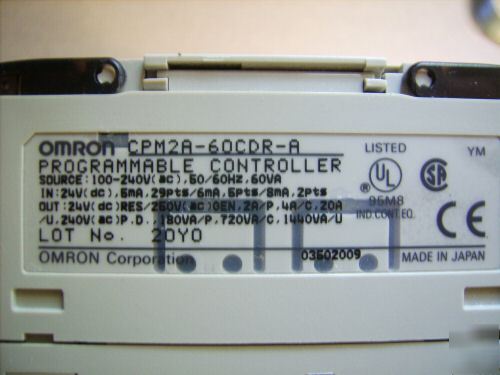 OMRON CPM2A-60CDR-A
PROGRAMMABLE CONTROLLER
SOURCE:100-240V(ac),50/60Hz,60VA
IN:24V(dc),5mA,29pts/6mA,5pts/8mA,2pts
OUT:24V(dc)RES/250V(ac)GEN,2A/P,4A/C,20A
/U,240V(ac)P.D.,180VA/P,720VA/C,1440VA/U
LOT No. 20Y0
OMRON Corporation
03602009
LISTED
YM
UL
SA
95M8
IND.CONT.EQ.
CE
MADE IN JAPAN